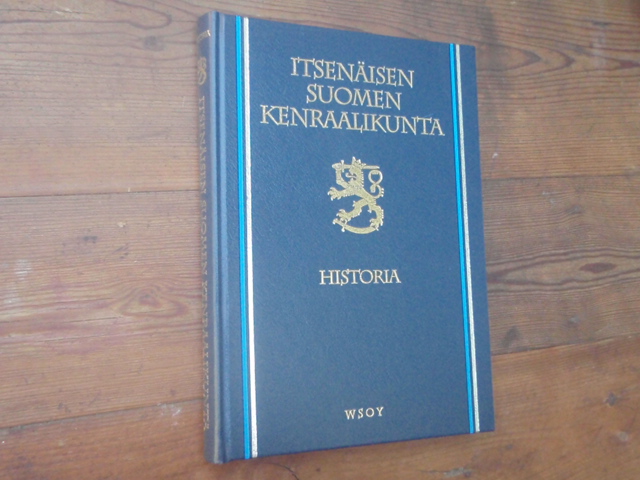 ITSENÄISEN
SUOMEN
KENRAALIKUNTA
HISTORIA
WSOY
ITSENÄISEN SUOMEN KENRAALIKUNTA